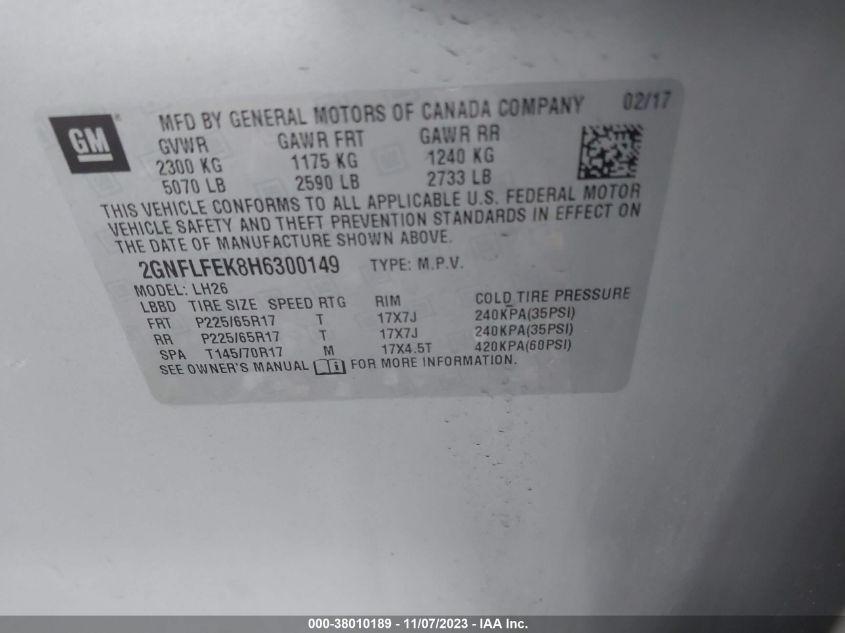 GM
MFD BY GENERAL MOTORS OF CANADA COMPANY 02/17
GVWR GAWR FRT GAWR RR
2300 KG 1175 KG 1240 KG
5070 LB 2590 LB 2733 LB
THIS VEHICLE CONFORMS TO ALL APPLICABLE U.S. FEDERAL MOTOR
VEHICLE SAFETY AND THEFT PREVENTION STANDARDS IN EFFECT ON
THE DATE OF MANUFACTURE SHOWN ABOVE.
2GNFLFEK8H6300149 TYPE: M.P.V.
MODEL: LH26
LBBD TIRE SIZE SPEED RTG RIM COLD TIRE PRESSURE
FRT P225/65R17 T 17X7J 240KPA(35PSI)
RR P225/65R17 T 17X7J 240KPA(35PSI)
SPA T145/70R17 M 17X4.5T 420KPA(60PSI)
SEE OWNER'S MANUAL FOR MORE INFORMATION.
000-38010189 - 11/07/2023 - IAA Inc.